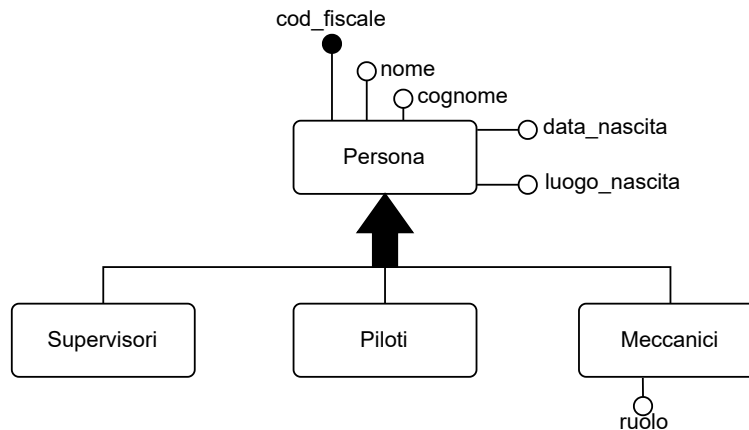 cod_fiscale
nome
cognome
data_nascita
Persona
luogo_nascita
Supervisori
Piloti
Meccanici
ruolo